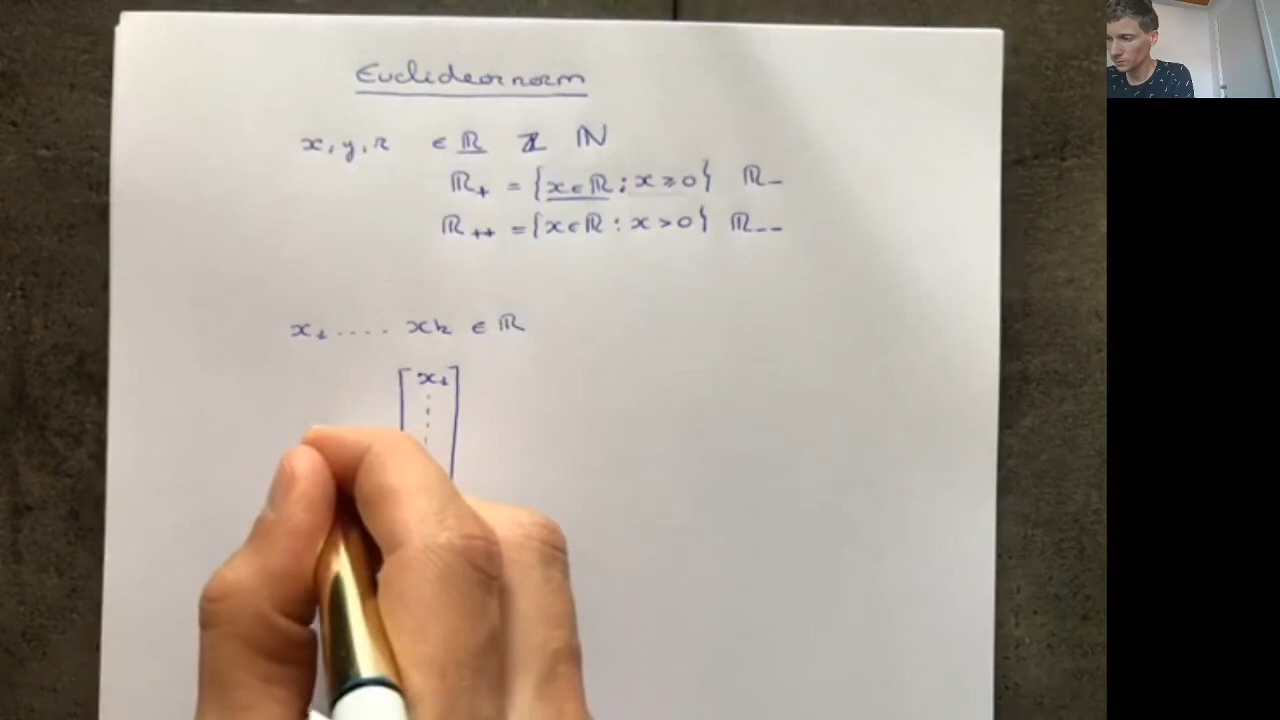 Euclidean norm
x, y, z ∈ ℝ ℤ ℕ
ℝ₊ = {x∈ℝ : x ≥ 0} ℝ₋
ℝ₊₊ = {x∈ℝ : x > 0} ℝ₋₋
x₁ .... xk ∈ ℝ
[x₁]